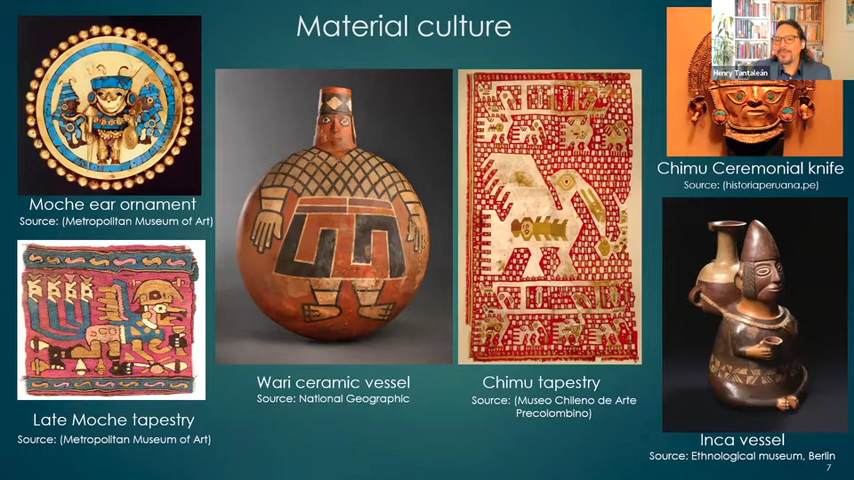 Material culture
Henry Tantaleán
Moche ear ornament
Source: (Metropolitan Museum of Art)
Chimu Ceremonial knife
Source: (historiaperuana.pe)
Wari ceramic vessel
Source: National Geographic
Chimu tapestry
Source: (Museo Chileno de Arte
Precolombino)
Late Moche tapestry
Source: (Metropolitan Museum of Art)
Inca vessel
Source: Ethnological museum, Berlin
7